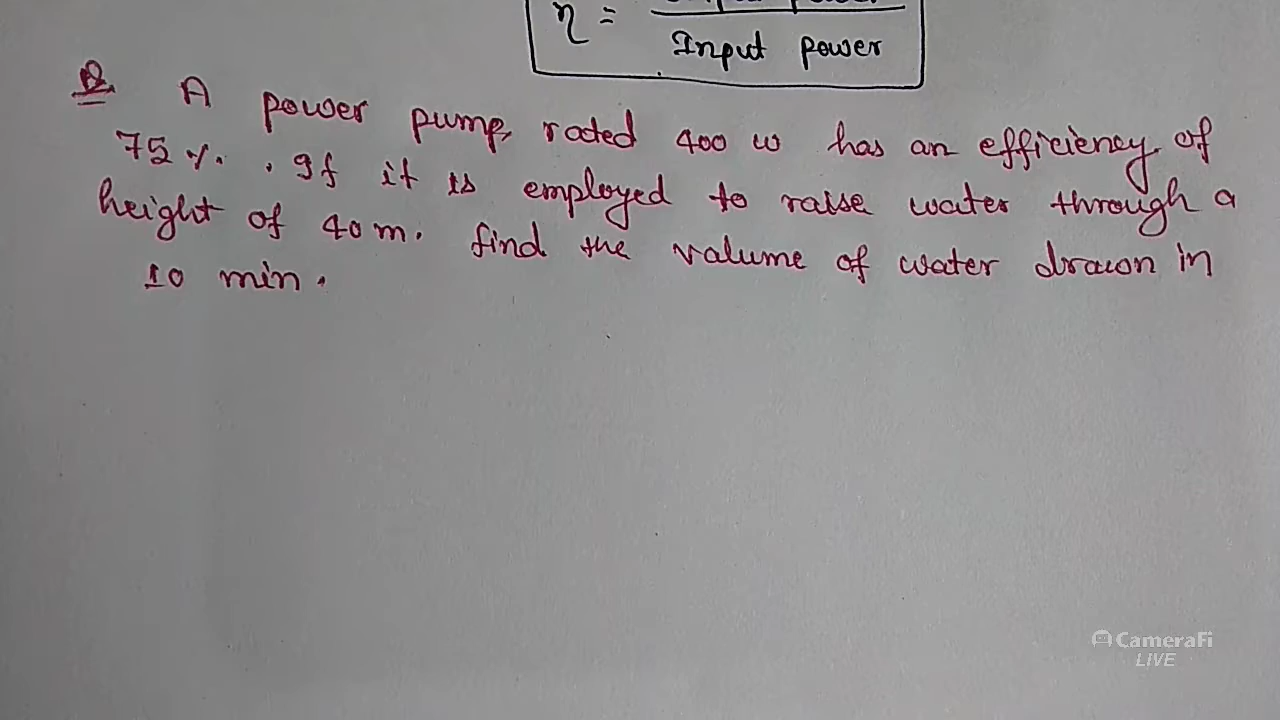 η = Input power
Q. A power pump, rated 400 w has an efficiency of
75 %. . If it is employed to raise water through a
height of 40 m. find the valume of water drawn in
10 min.
CameraFi
LIVE